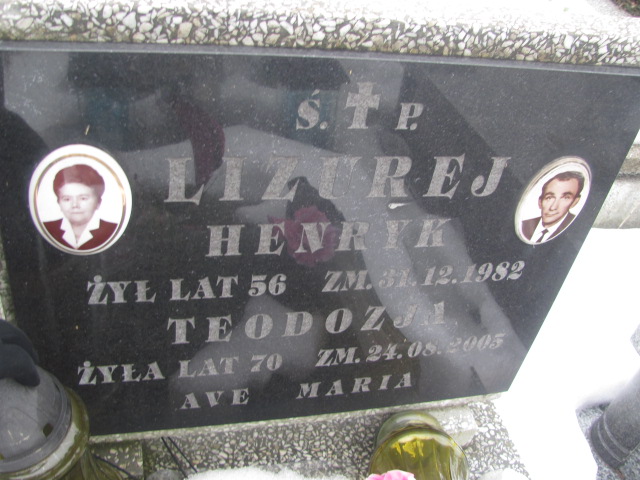 Ś. P.
LIZUREJ
HENRYK
ŻYŁ LAT 56 ZM. 31.12.1982
TEODOZJA
ŻYŁA LAT 70 ZM. 24.08.2005
AVE MARIA